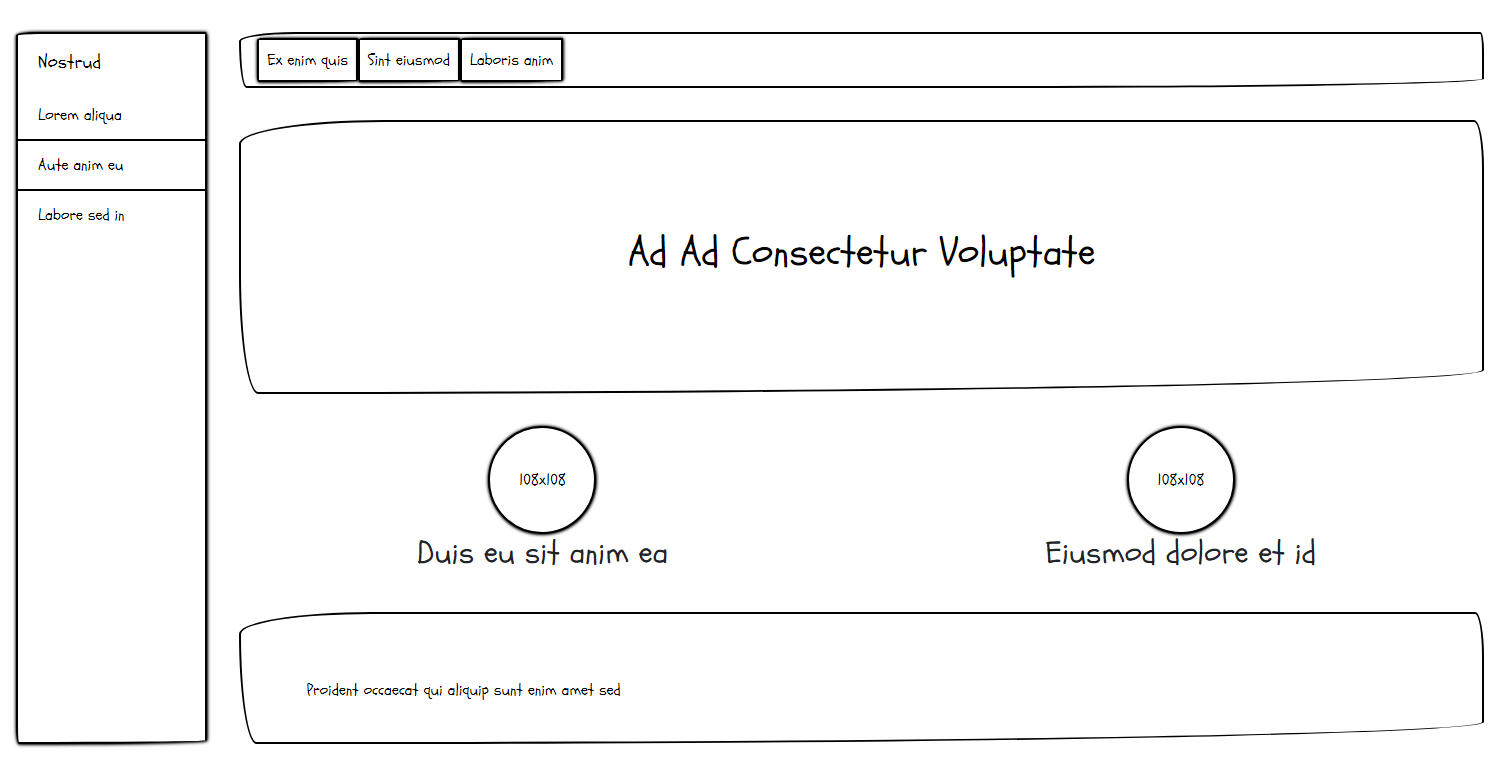 Nostrud
Lorem aliqua
Aute anim eu
Labore sed in
Ex enim quis
Sint eiusmod
Laboris anim
Ad Ad Consectetur Voluptate
108x108
Duis eu sit anim ea
108x108
Eiusmod dolore et id
Proident occaecat qui aliquip sunt enim amet sed